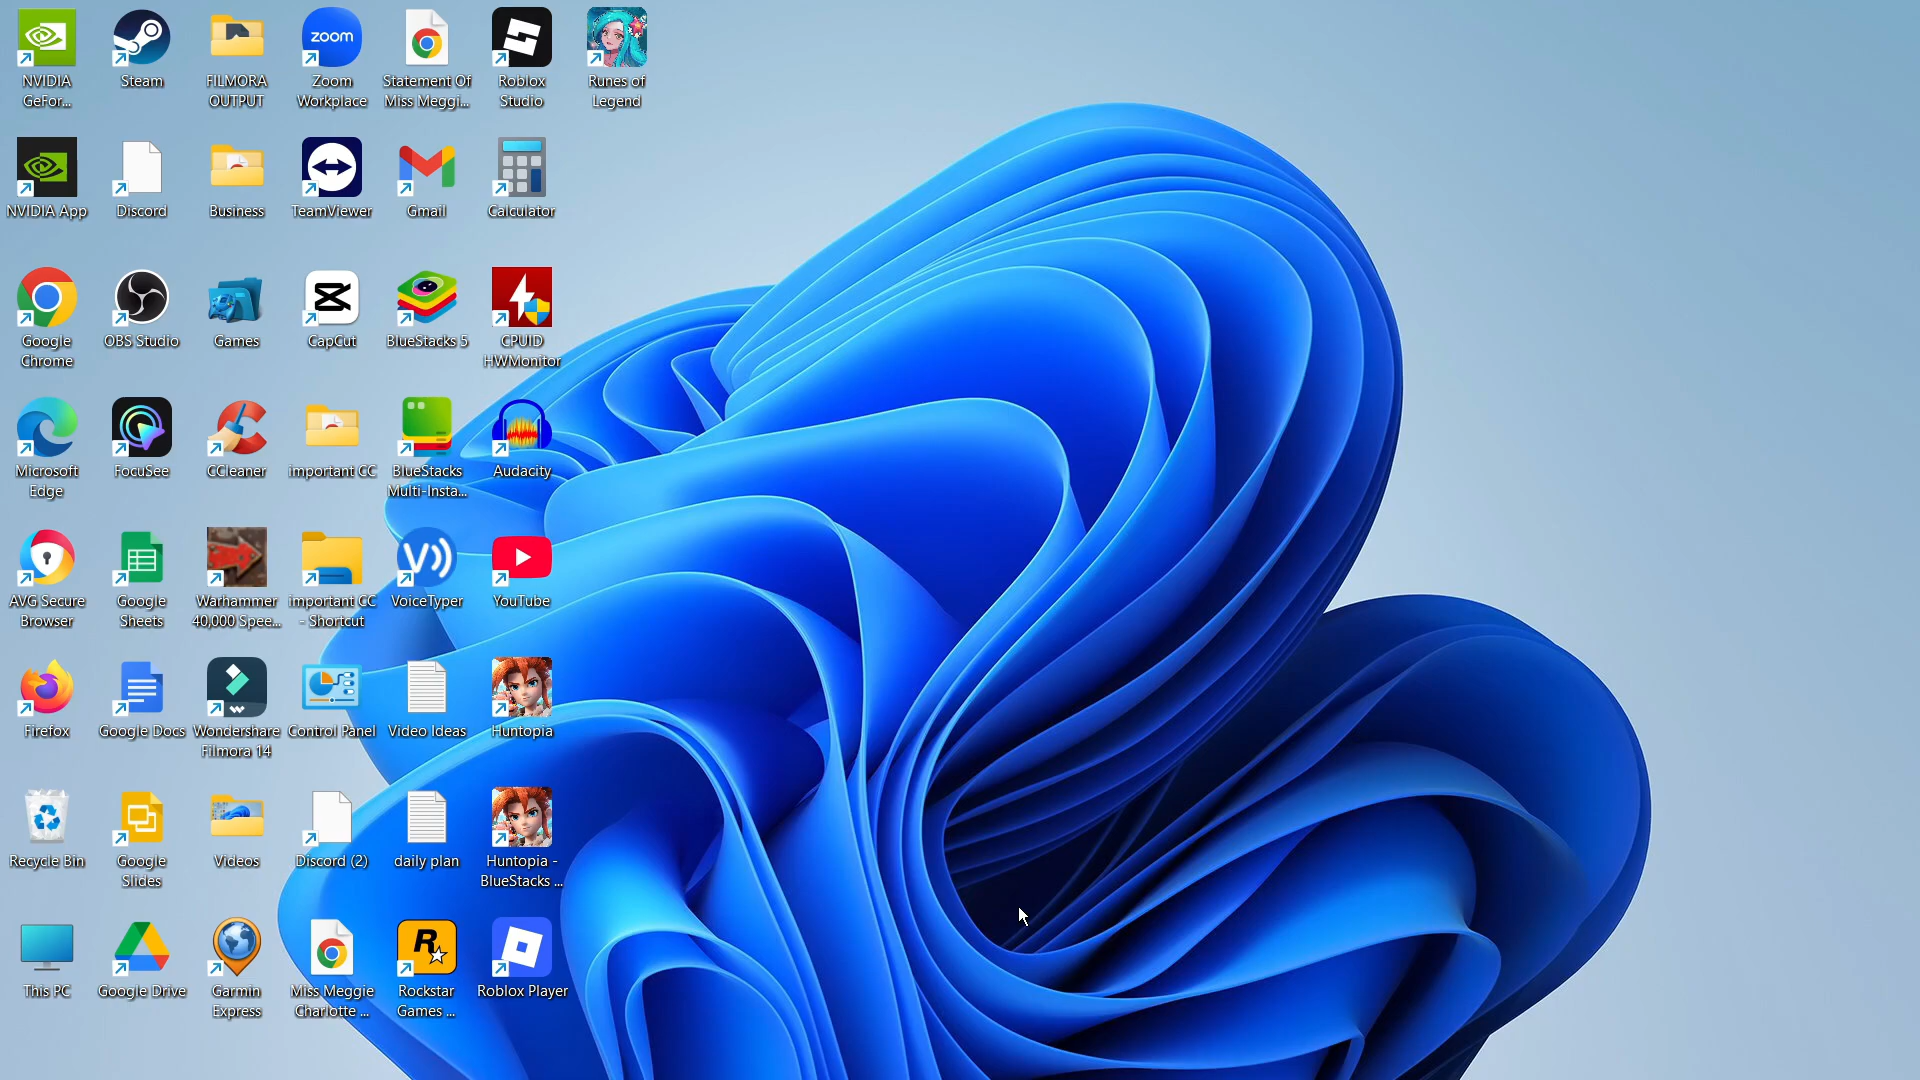 NVIDIA
GeFor...
Steam
FILMORA
OUTPUT
zoom
Zoom
Workplace
Statement Of
Miss Meggi...
Roblox
Studio
Runes of
Legend
NVIDIA App
Discord
Business
TeamViewer
Gmail
Calculator
Google
Chrome
OBS Studio
Games
CapCut
BlueStacks 5
CPUID
HWMonitor
Microsoft
Edge
FocuSee
CCleaner
important CC
BlueStacks
Multi-Insta...
Audacity
AVG Secure
Browser
Google
Sheets
Warhammer
40,000 Spee...
important CC
- Shortcut
VoiceTyper
YouTube
Firefox
Google Docs
Wondershare
Filmora 14
Control Panel
Video Ideas
Huntopia
Recycle Bin
Google
Slides
Videos
Discord (2)
daily plan
Huntopia -
BlueStacks ...
This PC
Google Drive
Garmin
Express
Miss Meggie
Charlotte ...
R
Rockstar
Games ...
Roblox Player